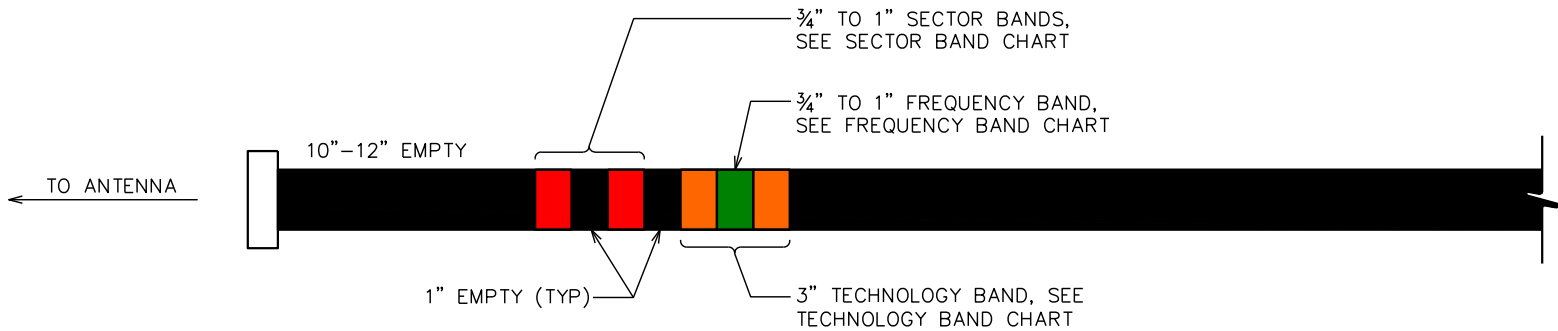 ¾” TO 1” SECTOR BANDS,
SEE SECTOR BAND CHART
¾” TO 1” FREQUENCY BAND,
SEE FREQUENCY BAND CHART
10”–12” EMPTY
TO ANTENNA
1” EMPTY (TYP)
3” TECHNOLOGY BAND, SEE
TECHNOLOGY BAND CHART